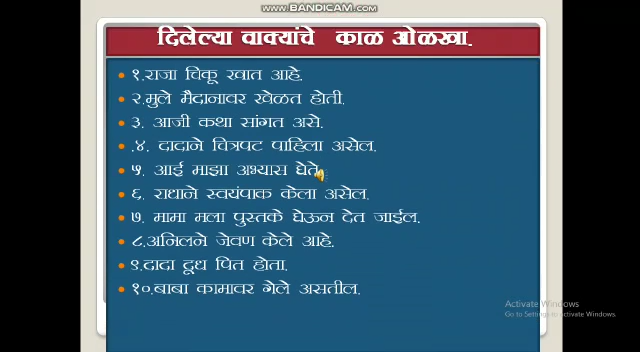 www.BANDICAM.com
दिलेल्या वाक्यांचे काळ ओळखा.
१.राजा चिकू खात आहे.
२.मुले मैदानावर खेळत होती.
३. आजी कथा सांगत असे.
.४. दादाने चित्रपट पाहिला असेल.
५. आई माझा अभ्यास घेते
६. राधाने स्वयंपाक केला असेल.
७. मामा मला पुस्तके घेऊन देत जाईल.
८.अनिलने जेवण केले आहे.
९.दादा दूध पित होता.
१०.बाबा कामावर गेले असतील.
Activate Windows
Go to Settings to activate Windows.